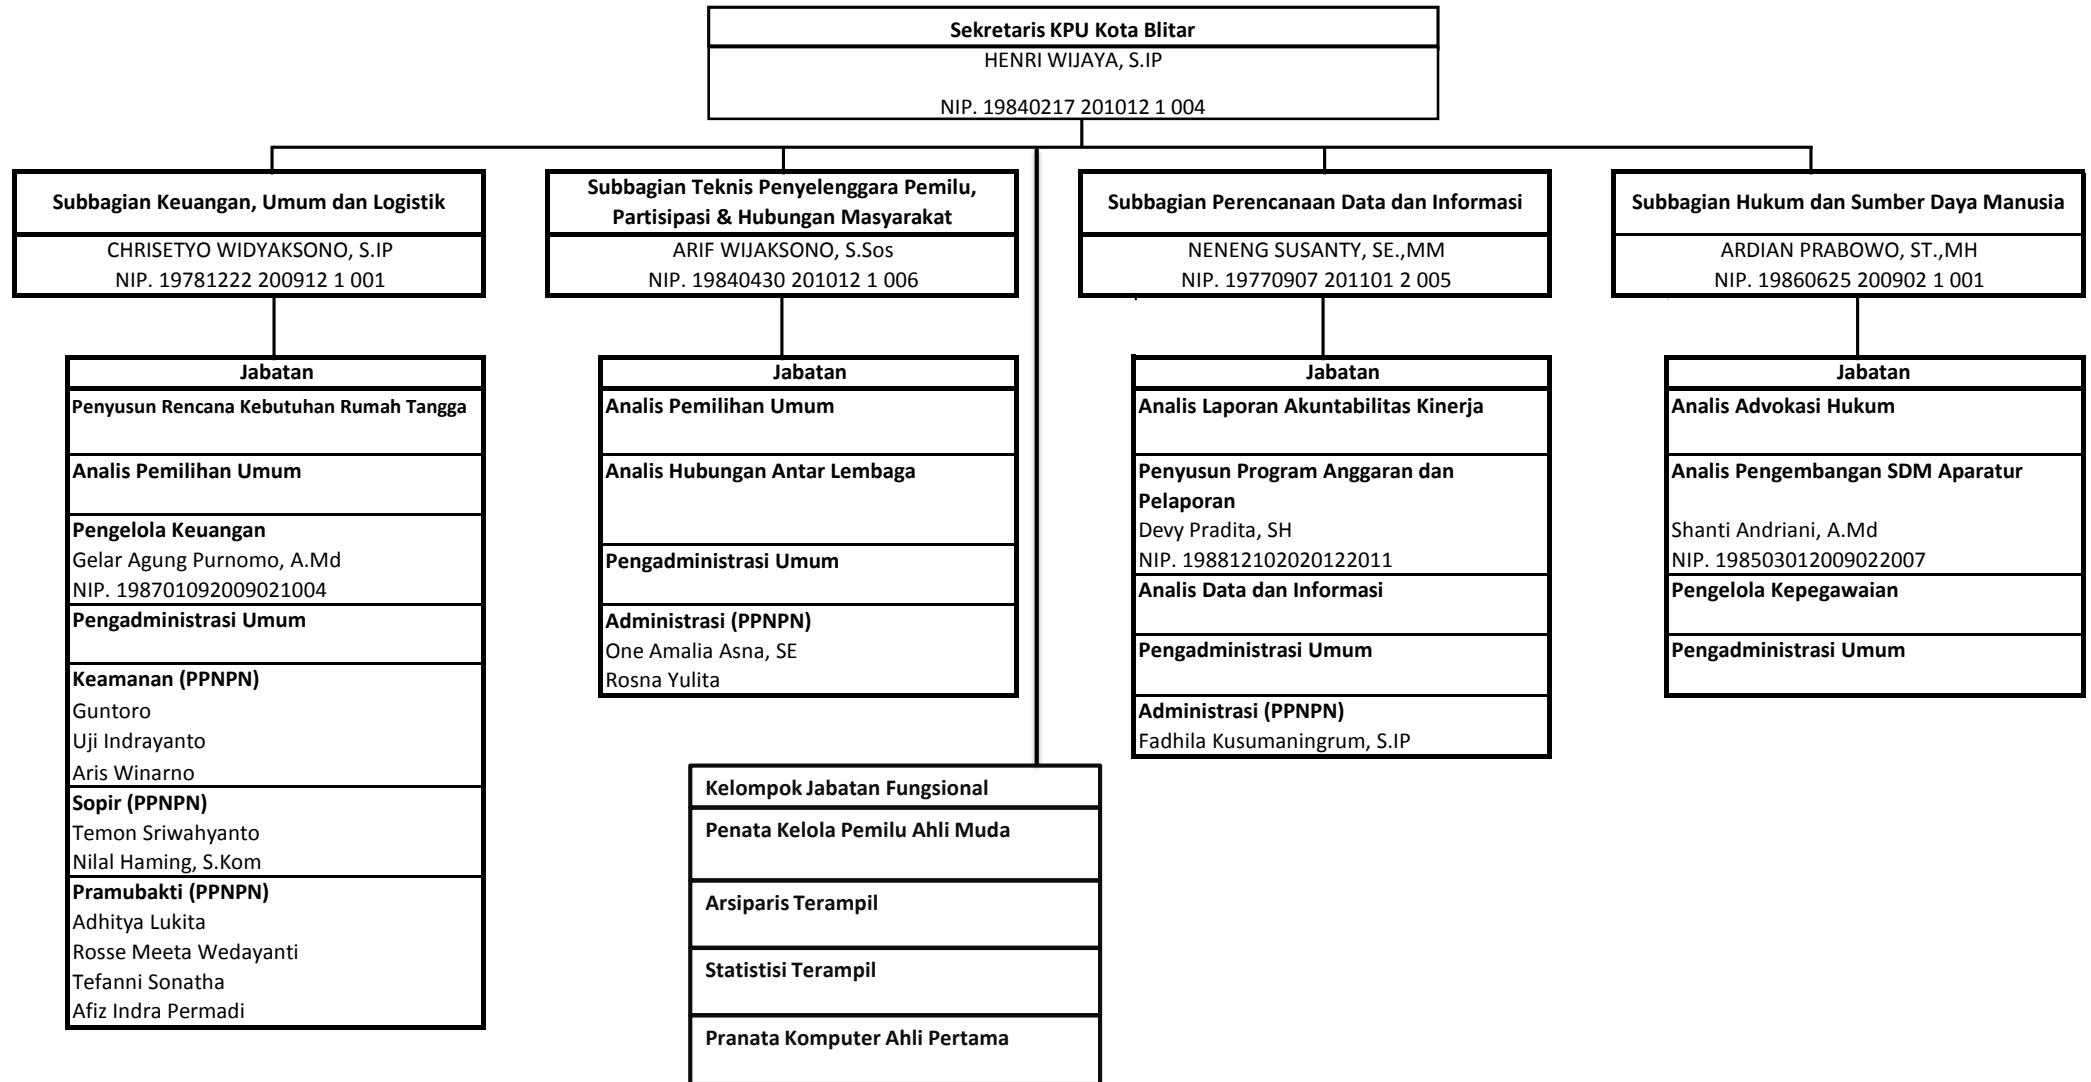 Sekretaris KPU Kota Blitar
HENRI WIJAYA, S.IP
NIP. 19840217 201012 1 004
Subbagian Keuangan, Umum dan Logistik
CHRISETYO WIDYAKSONO, S.IP
NIP. 19781222 200912 1 001
Subbagian Teknis Penyelenggara Pemilu,
Partisipasi & Hubungan Masyarakat
ARIF WIJAKSONO, S.Sos
NIP. 19840430 201012 1 006
Subbagian Perencanaan Data dan Informasi
NENENG SUSANTY, SE.,MM
NIP. 19770907 201101 2 005
Subbagian Hukum dan Sumber Daya Manusia
ARDIAN PRABOWO, ST.,MH
NIP. 19860625 200902 1 001
Jabatan
Penyusun Rencana Kebutuhan Rumah Tangga
Analis Pemilihan Umum
Pengelola Keuangan
Gelar Agung Purnomo, A.Md
NIP. 198701092009021004
Pengadministrasi Umum
Keamanan (PPNPN)
Guntoro
Uji Indrayanto
Aris Winarno
Sopir (PPNPN)
Temon Sriwahyanto
Nilal Haming, S.Kom
Pramubakti (PPNPN)
Adhitya Lukita
Rosse Meeta Wedayanti
Tefanni Sonatha
Afiz Indra Permadi
Jabatan
Analis Pemilihan Umum
Analis Hubungan Antar Lembaga
Pengadministrasi Umum
Administrasi (PPNPN)
One Amalia Asna, SE
Rosna Yulita
Jabatan
Analis Laporan Akuntabilitas Kinerja
Penyusun Program Anggaran dan
Pelaporan
Devy Pradita, SH
NIP. 198812102020122011
Analis Data dan Informasi
Pengadministrasi Umum
Administrasi (PPNPN)
Fadhila Kusumaningrum, S.IP
Jabatan
Analis Advokasi Hukum
Analis Pengembangan SDM Aparatur
Shanti Andriani, A.Md
NIP. 198503012009022007
Pengelola Kepegawaian
Pengadministrasi Umum
Kelompok Jabatan Fungsional
Penata Kelola Pemilu Ahli Muda
Arsiparis Terampil
Statistisi Terampil
Pranata Komputer Ahli Pertama